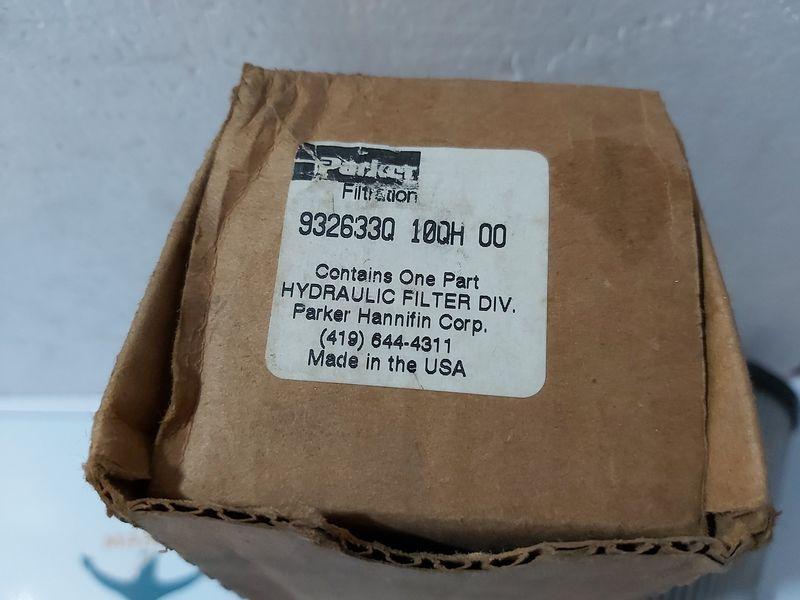 Parker
Filtration
932633Q 10QH 00
Contains One Part
HYDRAULIC FILTER DIV.
Parker Hannifin Corp.
(419) 644-4311
Made in the USA